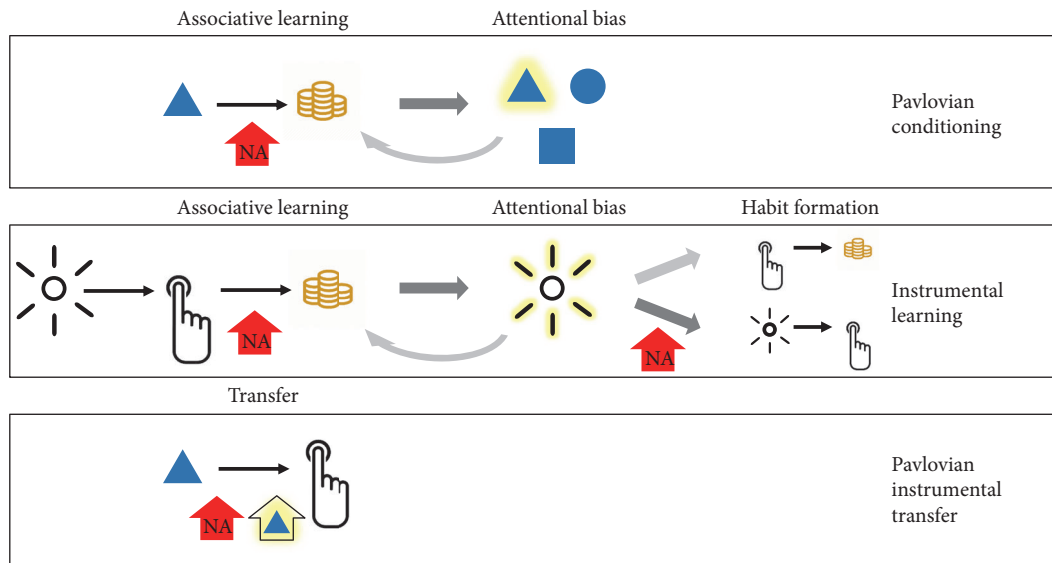 Associative learning
Attentional bias
NA
Pavlovian
conditioning
Associative learning
Attentional bias
Habit formation
NA
NA
Instrumental
learning
Transfer
NA
Pavlovian
instrumental
transfer